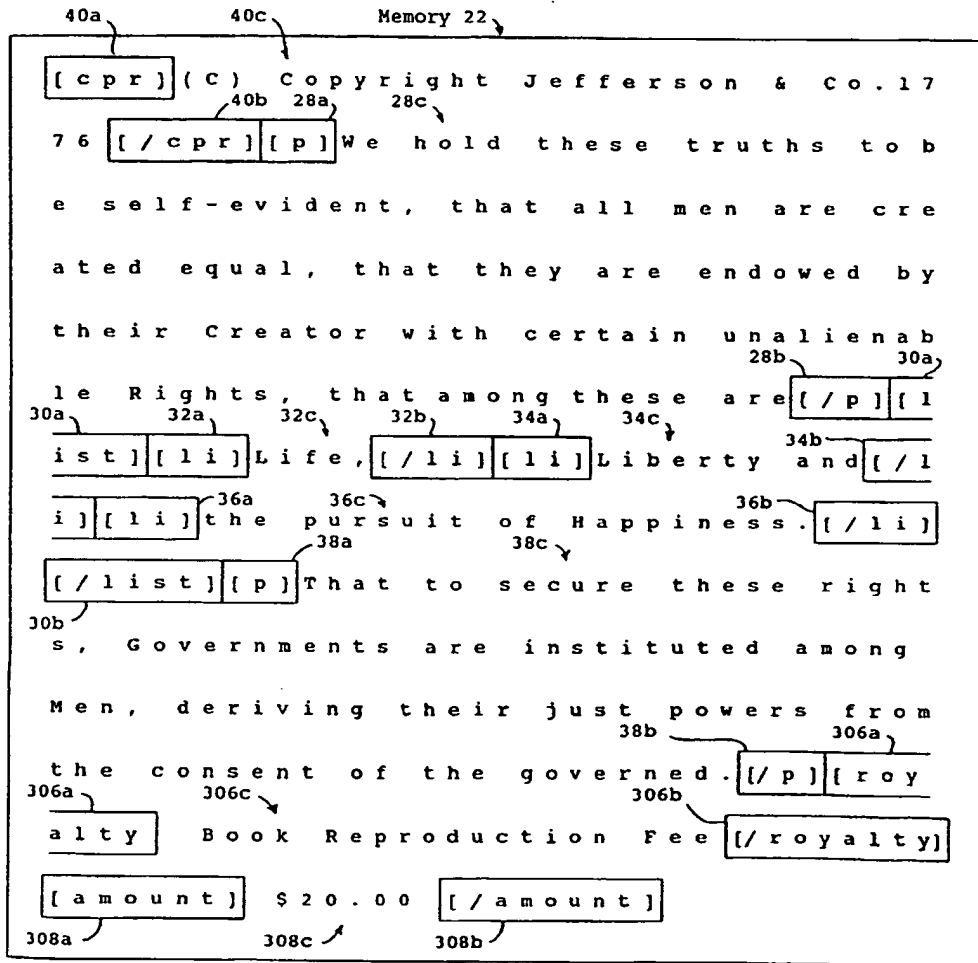 40a 40c Memory 22
[cpr](C) Copyright Jefferson & Co.17
40b 28a 28c
76 [/cpr][p]We hold these truths to b
e self-evident, that all men are cre
ated equal, that they are endowed by
their Creator with certain unalienab
28b 30a
le Rights, that among these are[/p][l
30a 32a 32c 32b 34a 34c 34b
ist][li]Life,[/li][li]Liberty and[/l
36a 36c 36b
i][li]the pursuit of Happiness.[/li]
38a 38c
[/list][p]That to secure these right
30b
s, Governments are instituted among
Men, deriving their just powers from
38b 306a
the consent of the governed.[/p][roy
306a 306c 306b
alty Book Reproduction Fee [/royalty]
[amount] $20.00 [/amount]
308a 308c 308b